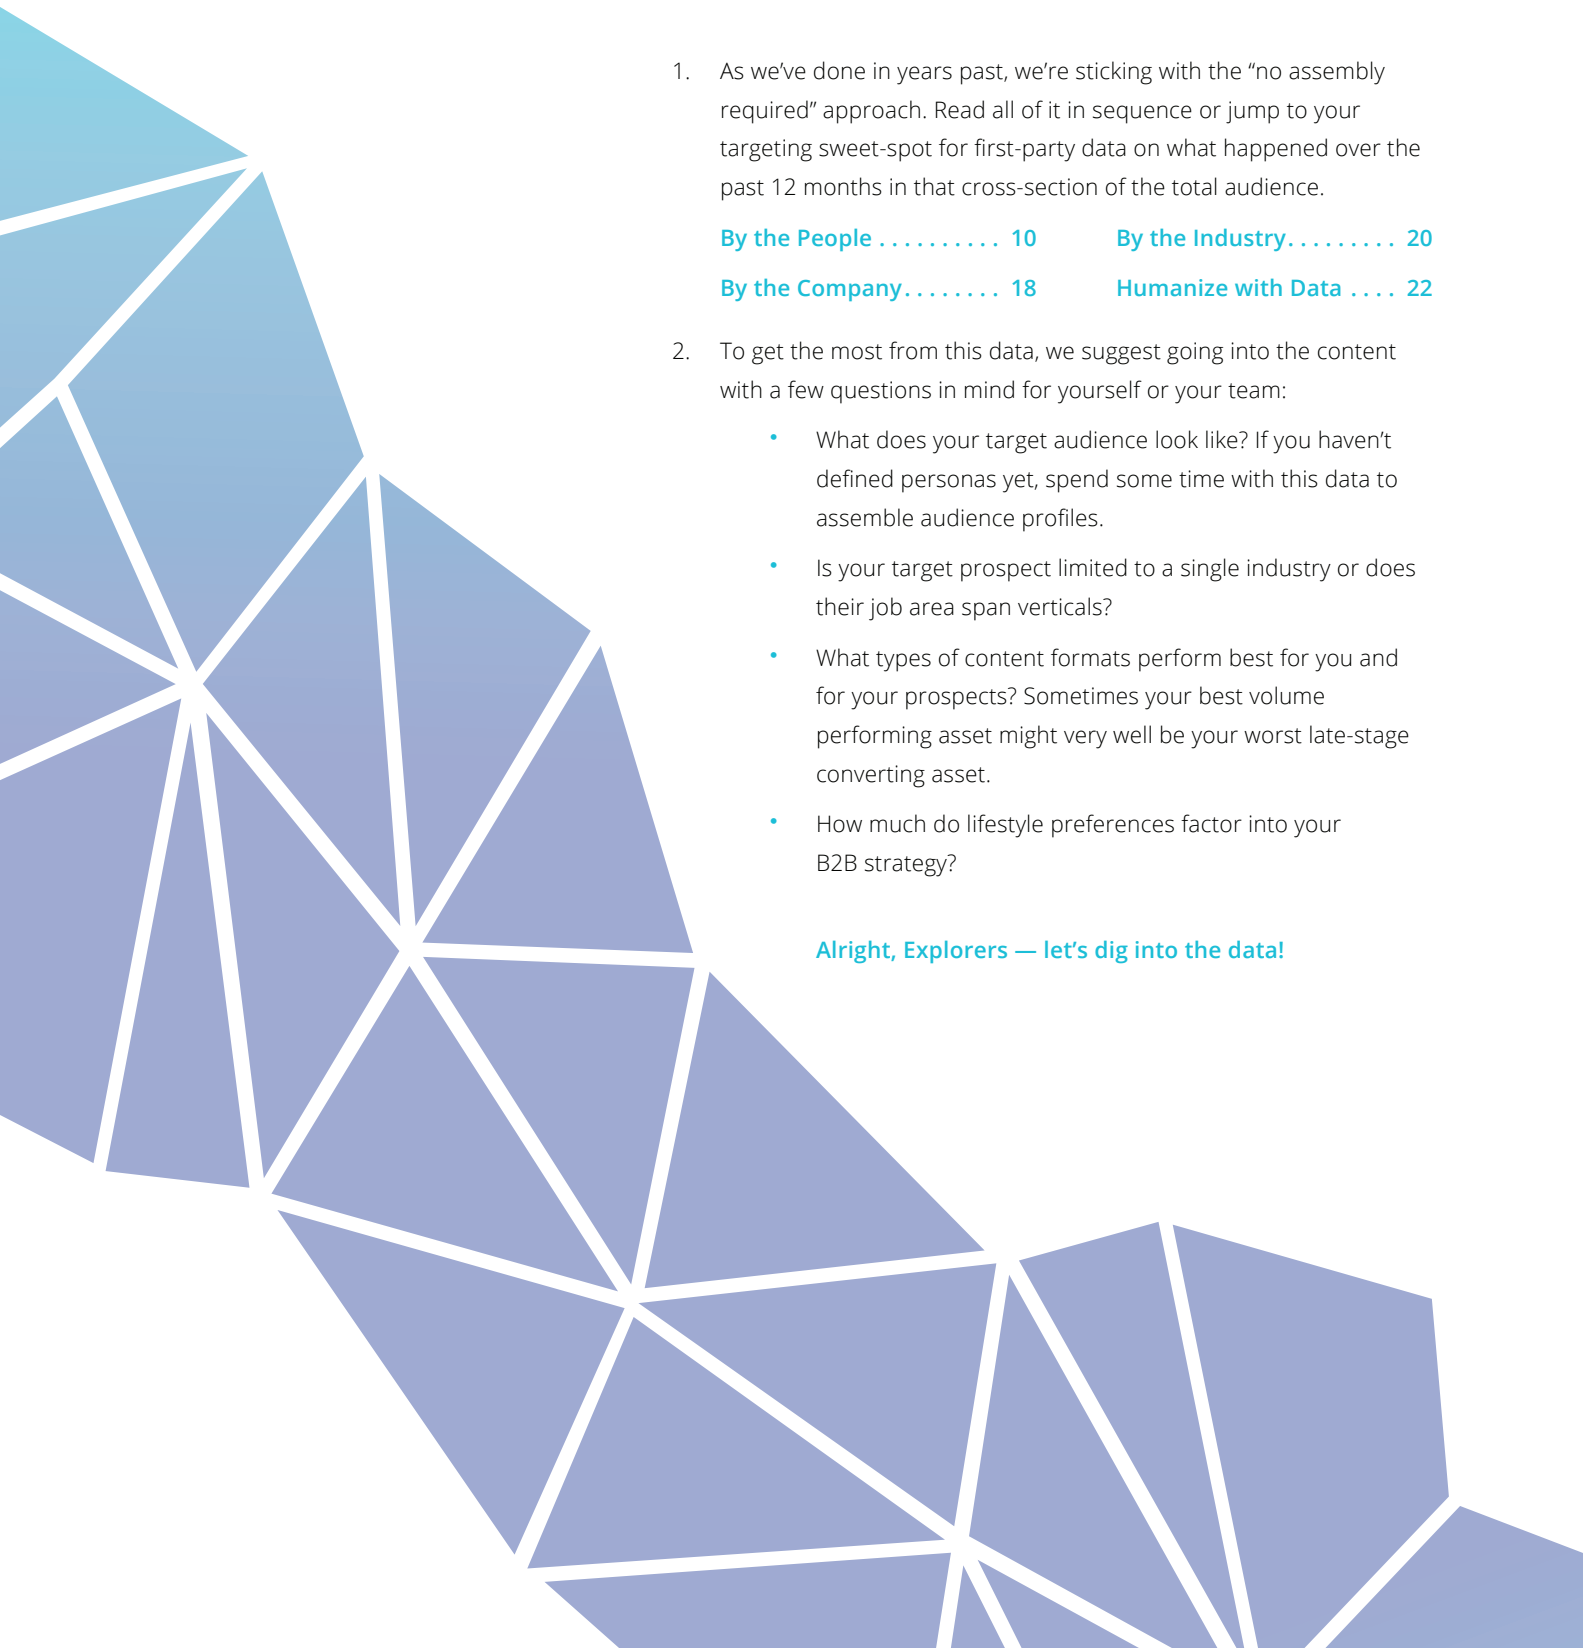 1. As we’ve done in years past, we’re sticking with the “no assembly
required” approach. Read all of it in sequence or jump to your
targeting sweet-spot for first-party data on what happened over the
past 12 months in that cross-section of the total audience.
By the People . . . . . . . . . . 10 By the Industry. . . . . . . . . 20
By the Company. . . . . . . . 18 Humanize with Data . . . . 22
2. To get the most from this data, we suggest going into the content
with a few questions in mind for yourself or your team:
• What does your target audience look like? If you haven’t
defined personas yet, spend some time with this data to
assemble audience profiles.
• Is your target prospect limited to a single industry or does
their job area span verticals?
• What types of content formats perform best for you and
for your prospects? Sometimes your best volume
performing asset might very well be your worst late-stage
converting asset.
• How much do lifestyle preferences factor into your
B2B strategy?
Alright, Explorers — let’s dig into the data!